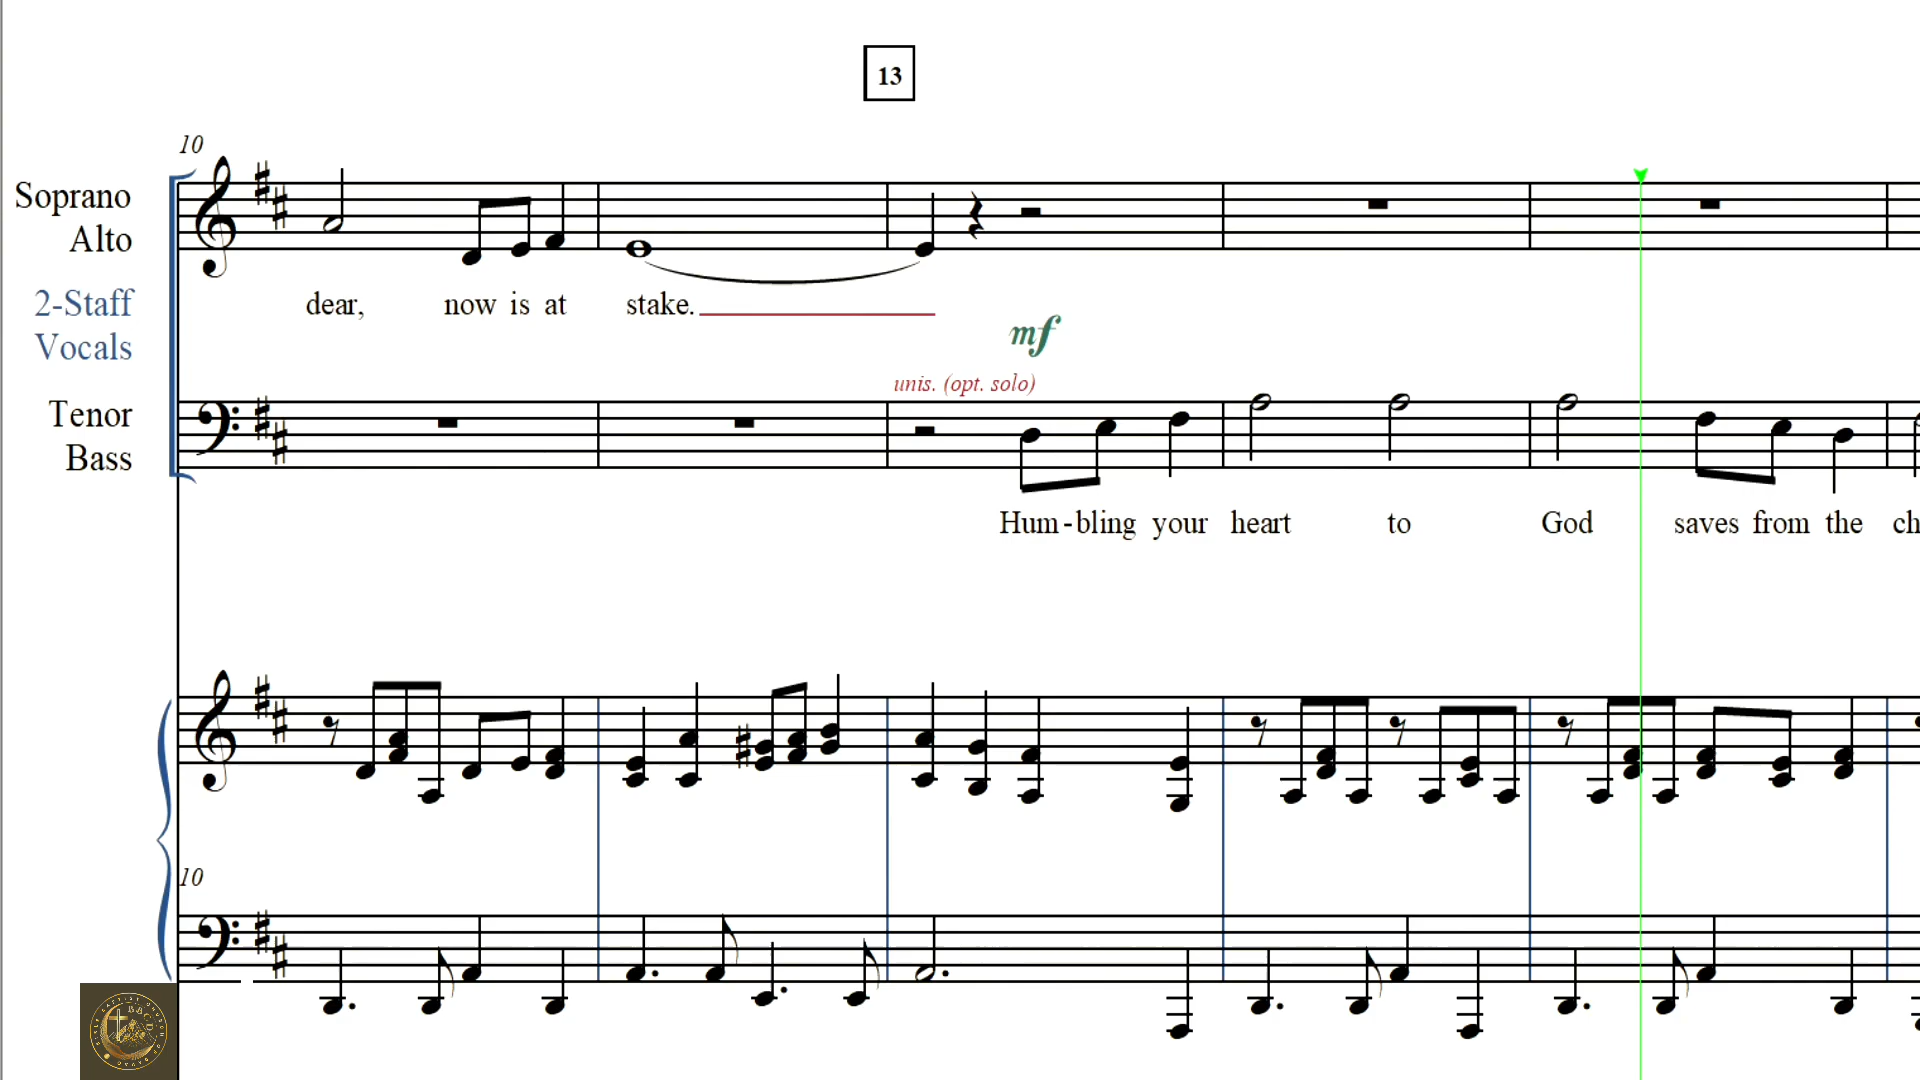 13
10
Soprano
Alto
dear, now is at stake.
2-Staff
Vocals
mf
unis. (opt. solo)
Tenor
Bass
Hum-bling your heart to God saves from the ch
10